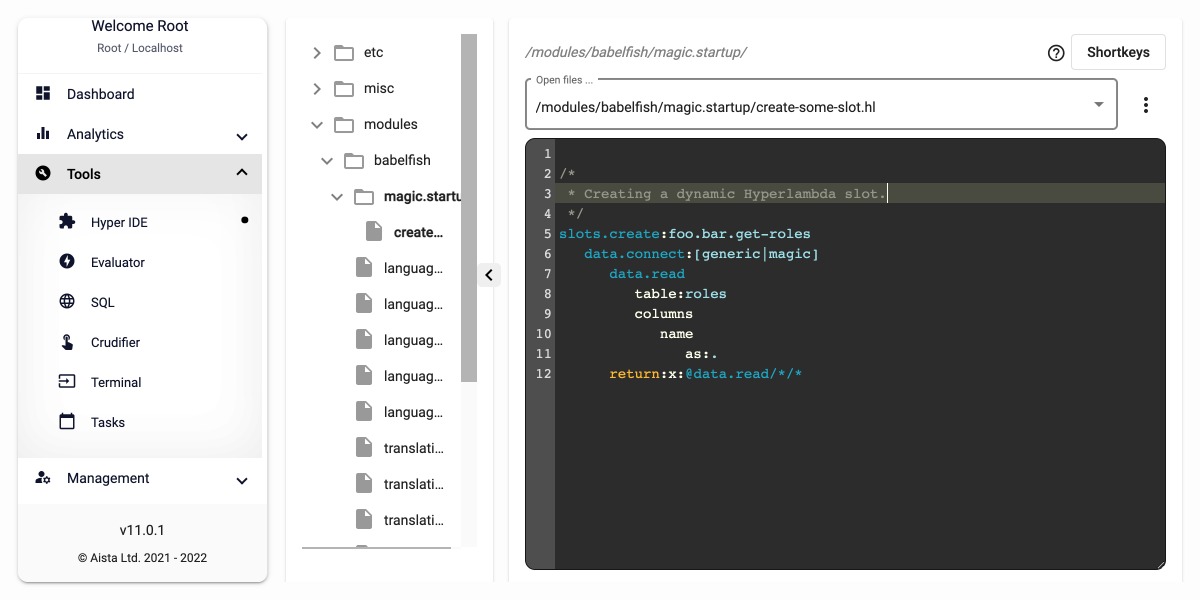 Welcome Root
Root / Localhost
Dashboard
Analytics
Tools
Hyper IDE
Evaluator
SQL
Crudifier
Terminal
Tasks
Management
v11.0.1
© Aista Ltd. 2021 - 2022
etc
misc
modules
babelfish
magic.startu
create...
languag...
languag...
languag...
languag...
languag...
translati...
translati...
translati...
/modules/babelfish/magic.startup/
Shortkeys
Open files ...
/modules/babelfish/magic.startup/create-some-slot.hl
1
2 /*
3  * Creating a dynamic Hyperlambda slot.
4  */
5 slots.create:foo.bar.get-roles
6    data.connect:[generic|magic]
7       data.read
8          table:roles
9          columns
10            name
11               as:.
12      return:x:@data.read/*/*